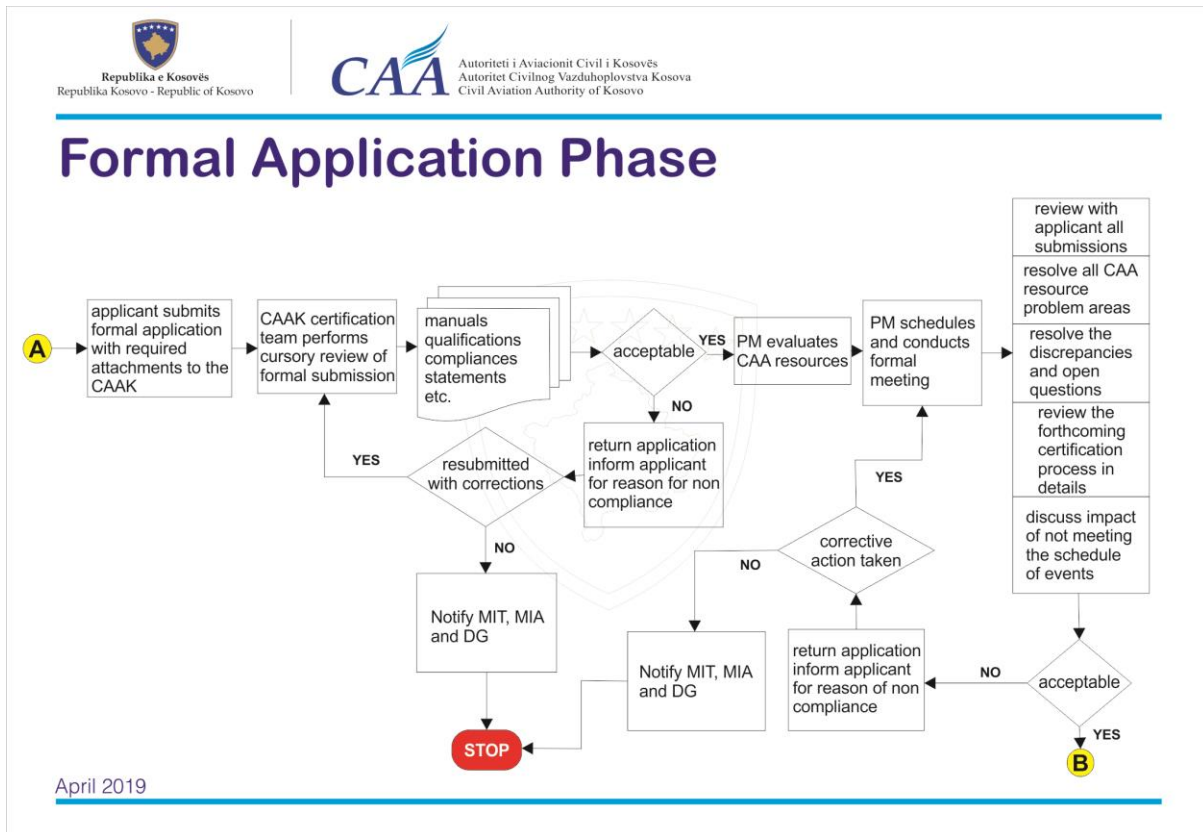 Republika e Kosovës
Republika Kosovo - Republic of Kosovo
CAA
Autoriteti i Aviacionit Civil i Kosovës
Autoritet Civilnog Vazduhoplovstva Kosova
Civil Aviation Authority of Kosovo
Formal Application Phase
A
applicant submits
formal application
with required
attachments to the
CAAK
CAAK certification
team performs
cursory review of
formal submission
manuals
qualifications
compliances
statements
etc.
acceptable
YES
NO
PM evaluates
CAA resources
PM schedules
and conducts
formal
meeting
review with
applicant all
submissions
resolve all CAA
resource
problem areas
resolve the
discrepancies
and open
questions
review the
forthcoming
certification
process in
details
discuss impact
of not meeting
the schedule
of events
return application
inform applicant
for reason for non
compliance
resubmitted
with corrections
YES
NO
Notify MIT, MIA
and DG
STOP
YES
corrective
action taken
NO
Notify MIT, MIA
and DG
return application
inform applicant
for reason of non
compliance
NO
acceptable
YES
B
April 2019